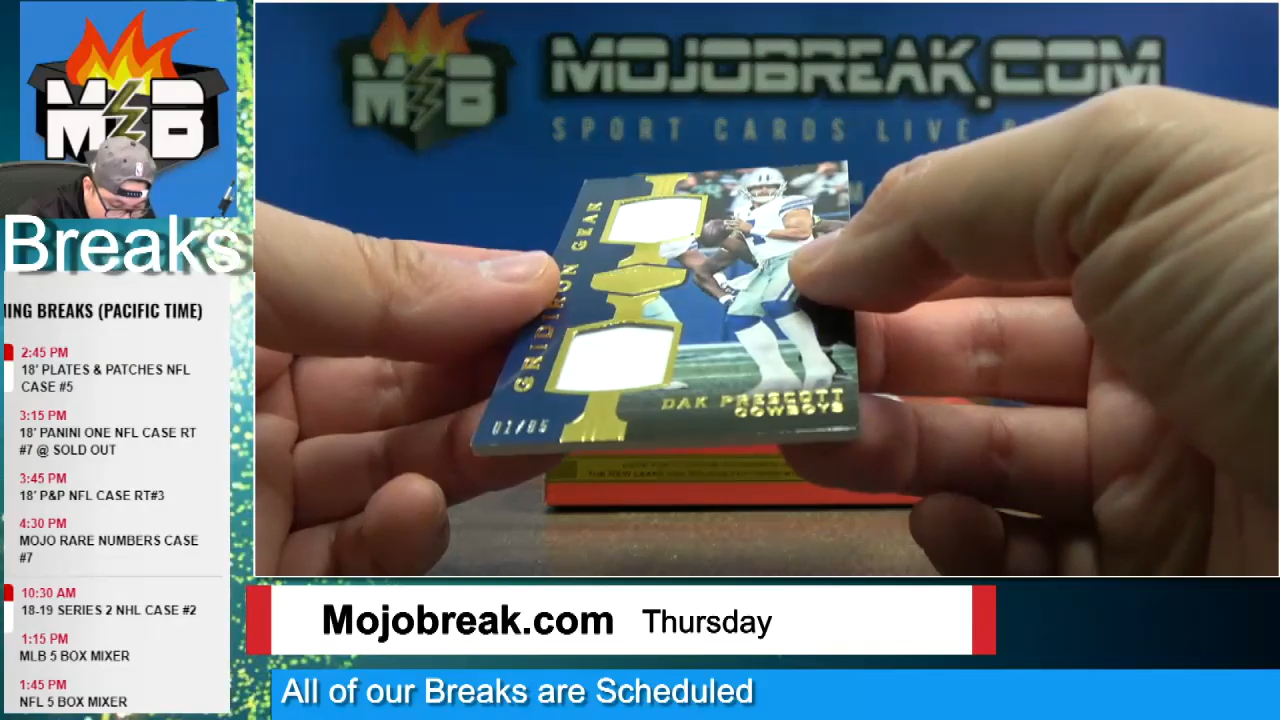 M B
Breaks
ING BREAKS (PACIFIC TIME)
2:45 PM
18' PLATES & PATCHES NFL
CASE #5
3:15 PM
18' PANINI ONE NFL CASE RT
#7 @ SOLD OUT
3:45 PM
18' P&P NFL CASE RT#3
4:30 PM
MOJO RARE NUMBERS CASE
#7
10:30 AM
18-19 SERIES 2 NHL CASE #2
1:15 PM
MLB 5 BOX MIXER
1:45 PM
NFL 5 BOX MIXER
M B
MOJOBREAK.COM
SPORT CARDS LIVE
GRIDIRON GEAR
DAK PRESCOTT
COWBOYS
01/05
Mojobreak.com Thursday
All of our Breaks are Scheduled